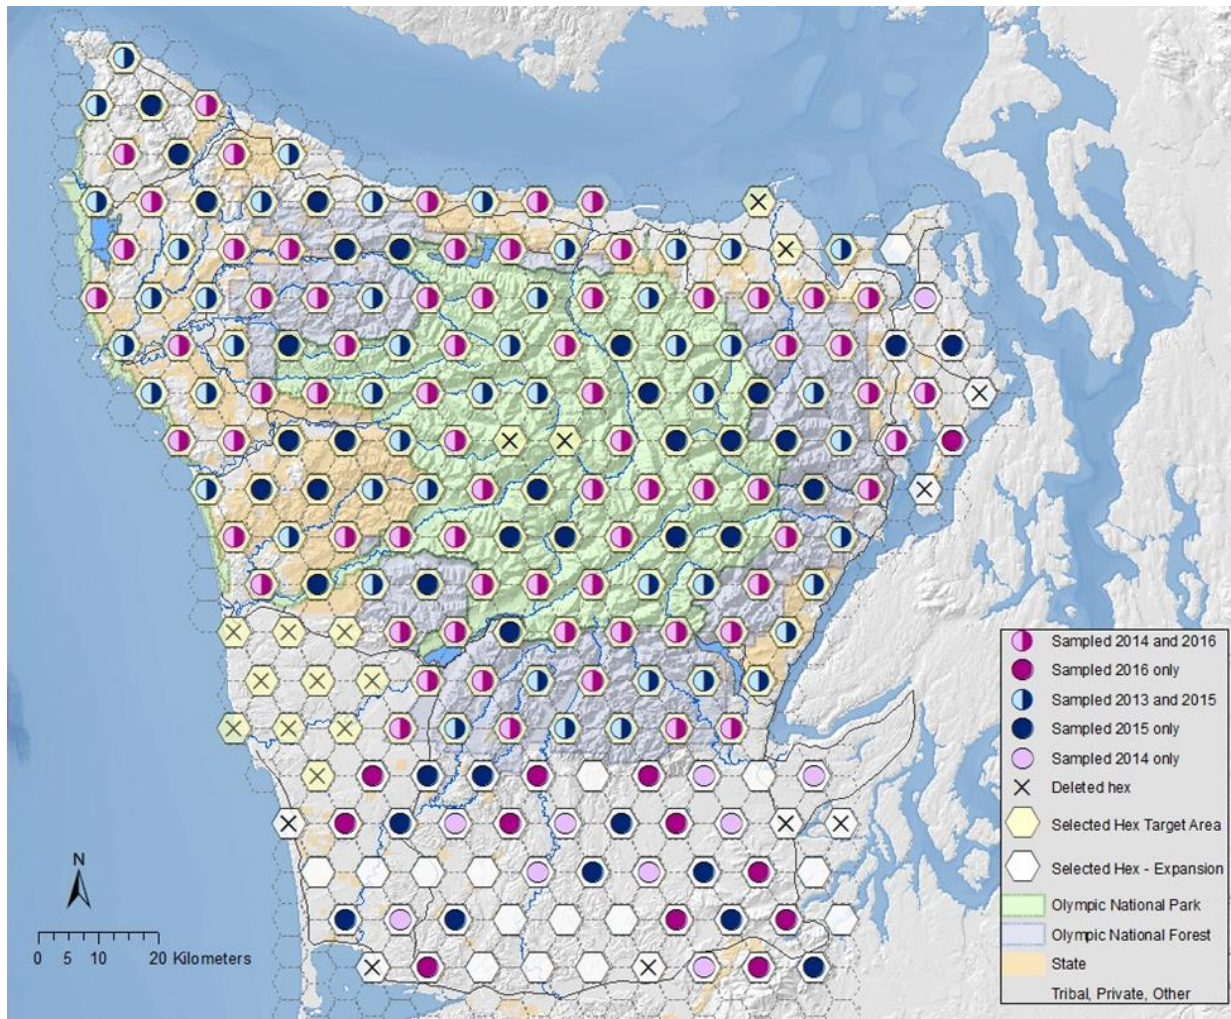 Sampled 2014 and 2016
Sampled 2016 only
Sampled 2013 and 2015
Sampled 2015 only
Sampled 2014 only
Deleted hex
Selected Hex Target Area
Selected Hex - Expansion
Olympic National Park
Olympic National Forest
State
Tribal, Private, Other
N
0 5 10 20 Kilometers